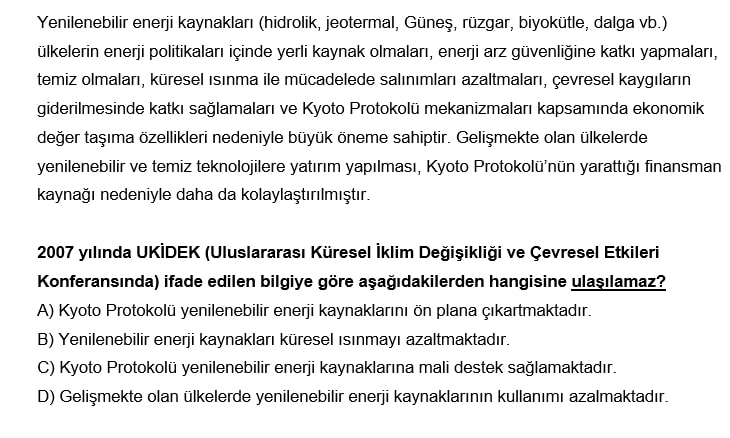 Yenilenebilir enerji kaynakları (hidrolik, jeotermal, Güneş, rüzgar, biyokütle, dalga vb.)
ülkelerin enerji politikaları içinde yerli kaynak olmaları, enerji arz güvenliğine katkı yapmaları,
temiz olmaları, küresel ısınma ile mücadelede salınımları azaltmaları, çevresel kaygıların
giderilmesinde katkı sağlamaları ve Kyoto Protokolü mekanizmaları kapsamında ekonomik
değer taşıma özellikleri nedeniyle büyük öneme sahiptir. Gelişmekte olan ülkelerde
yenilenebilir ve temiz teknolojilere yatırım yapılması, Kyoto Protokolü’nün yarattığı finansman
kaynağı nedeniyle daha da kolaylaştırılmıştır.
2007 yılında UKİDEK (Uluslararası Küresel İklim Değişikliği ve Çevresel Etkileri
Konferansında) ifade edilen bilgiye göre aşağıdakilerden hangisine ulaşılamaz?
A) Kyoto Protokolü yenilenebilir enerji kaynaklarını ön plana çıkartmaktadır.
B) Yenilenebilir enerji kaynakları küresel ısınmayı azaltmaktadır.
C) Kyoto Protokolü yenilenebilir enerji kaynaklarına mali destek sağlamaktadır.
D) Gelişmekte olan ülkelerde yenilenebilir enerji kaynaklarının kullanımı azalmaktadır.